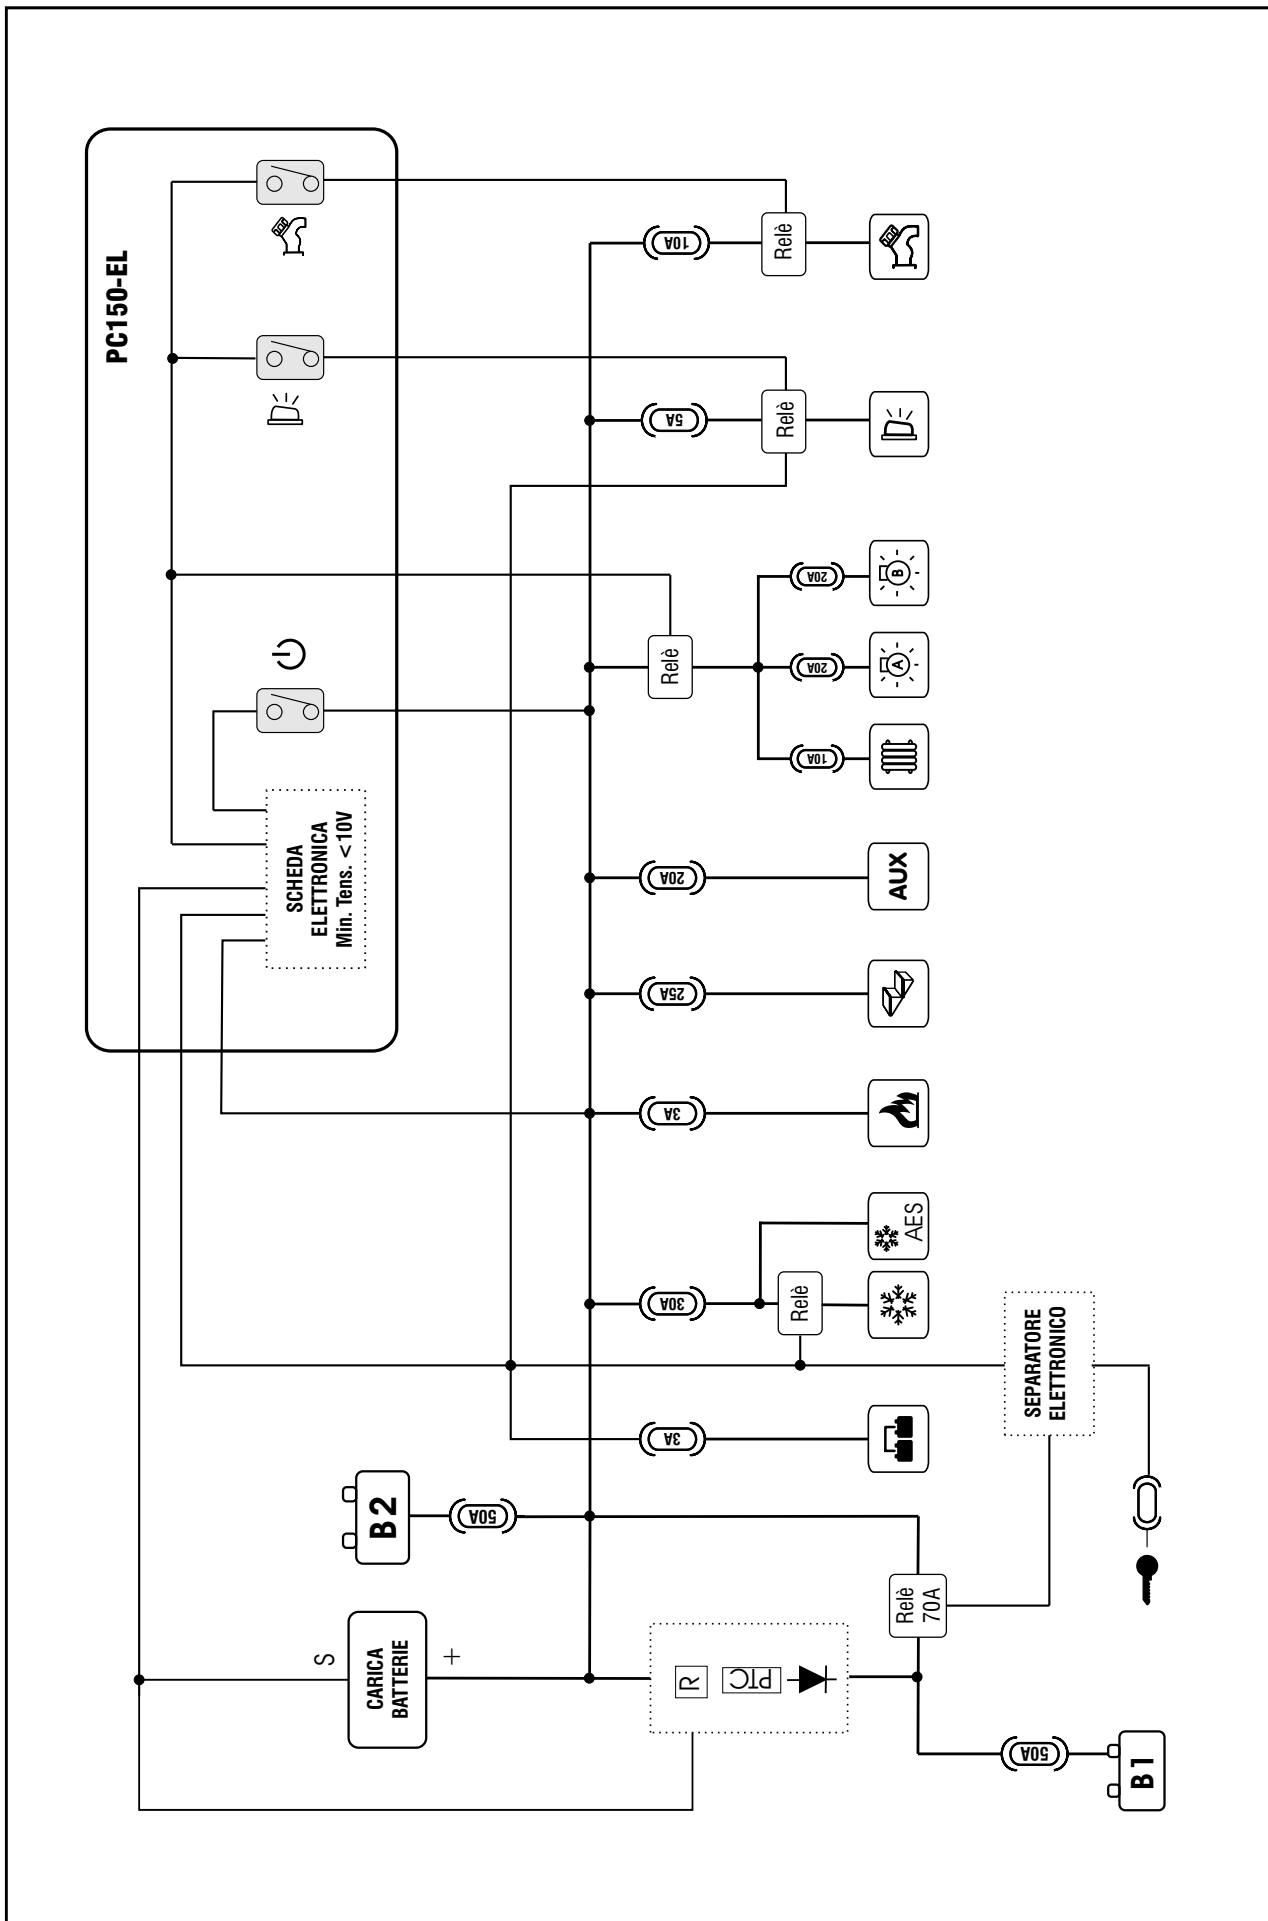 PC150-EL
SCHEDA
ELETTRONICA
Min. Tens. <10V
10A
Relè
5A
Relè
Relè
20A
B
20A
A
10A
20A
AUX
25A
3A
30A
Relè
AES
3A
SEPARATORE
ELETTRONICO
B2
50A
S
CARICA
BATTERIE
+
R
PTC
Relè
70A
50A
B1